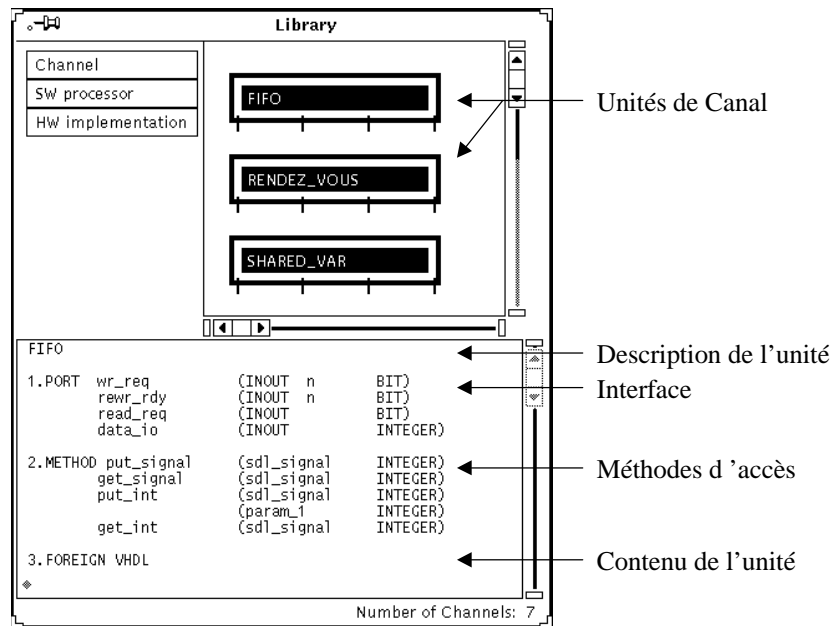 Library
Channel
SW processor
HW implementation
FIFO
RENDEZ_VOUS
SHARED_VAR
Unités de Canal
FIFO
Description de l’unité
1.PORT wr_req (INOUT n BIT)
Interface
rewr_rdy (INOUT n BIT)
read_req (INOUT BIT)
data_io (INOUT INTEGER)
2.METHOD put_signal (sdl_signal INTEGER)
Méthodes d ’accès
get_signal (sdl_signal INTEGER)
put_int (sdl_signal INTEGER)
(param_1 INTEGER)
get_int (sdl_signal INTEGER)
3.FOREIGN VHDL
Contenu de l’unité
Number of Channels: 7